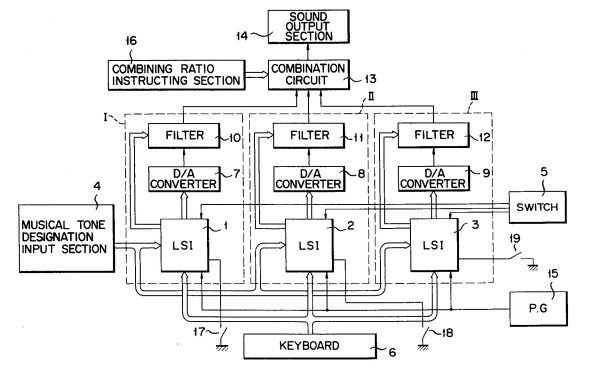 SOUND
OUTPUT
SECTION
14
16
COMBINING RATIO
INSTRUCTING SECTION
COMBINATION
CIRCUIT
13
I
II
III
FILTER
10
FILTER
11
FILTER
12
D/A
CONVERTER
7
D/A
CONVERTER
8
D/A
CONVERTER
9
4
MUSICAL TONE
DESIGNATION
INPUT SECTION
5
SWITCH
1
LSI
2
LSI
3
LSI
19
15
P.G
17
18
KEYBOARD
6